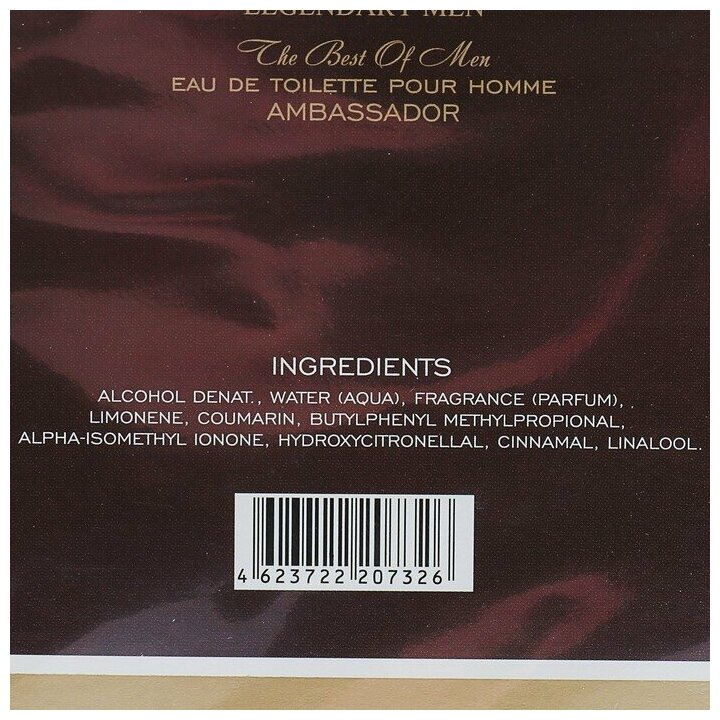 LEGENDARY MEN
The Best Of Men
EAU DE TOILETTE POUR HOMME
AMBASSADOR
INGREDIENTS
ALCOHOL DENAT., WATER (AQUA), FRAGRANCE (PARFUM), .
LIMONENE, COUMARIN, BUTYLPHENYL METHYLPROPIONAL,
ALPHA-ISOMETHYL IONONE, HYDROXYCITRONELLAL, CINNAMAL, LINALOOL.
4 623722 207326